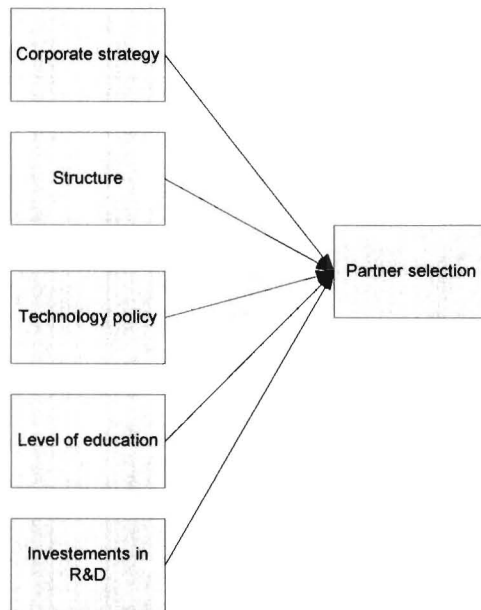 Corporate strategy
Structure
Technology policy
Level of education
Investements in
R&D
Partner selection